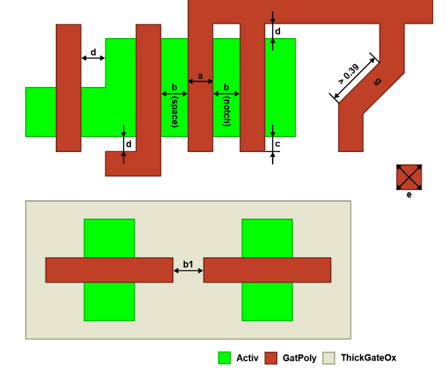 d
d
a
> 0.39
g
b
(space)
b
(notch)
d
c
e
b1
Activ
GatPoly
ThickGateOx